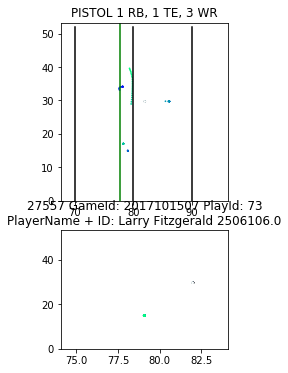 PISTOL 1 RB, 1 TE, 3 WR
50
40
30
20
10
0
70 80 90
27557 GameId: 2017101507 PlayId: 73
PlayerName + ID: Larry Fitzgerald 2506106.0
40
20
0
75.0 77.5 80.0 82.5